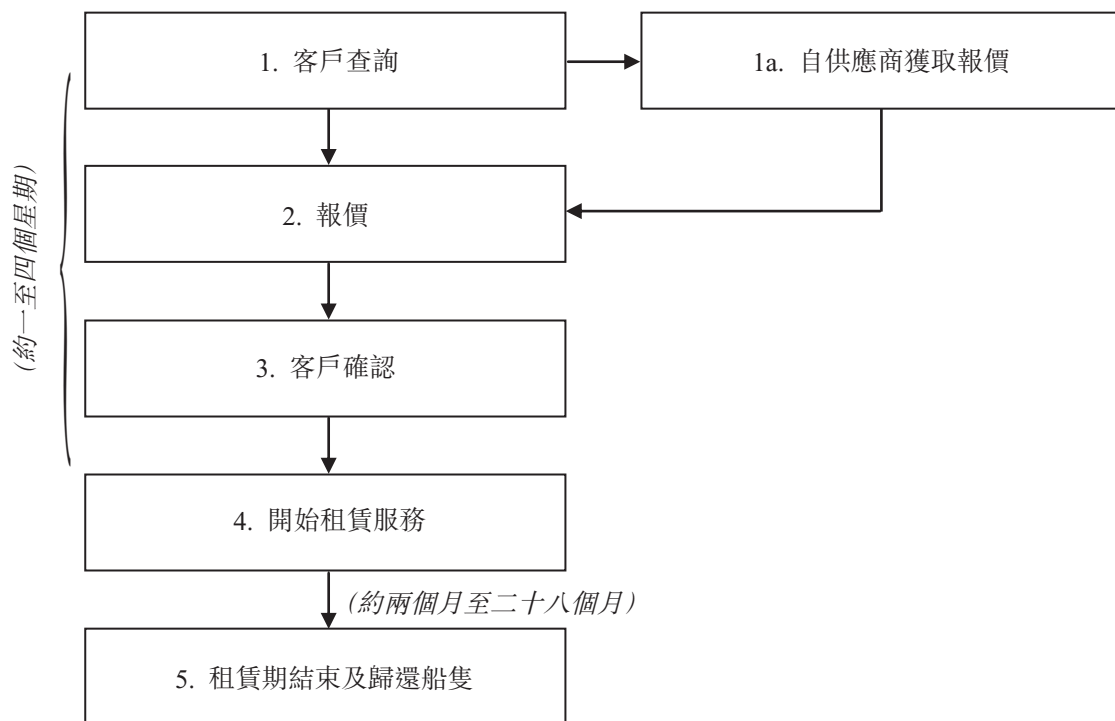 1. 客戶查詢
1a. 自供應商獲取報價
2. 報價
(約一至四個星期)
3. 客戶確認
4. 開始租賃服務
(約兩個月至二十八個月)
5. 租賃期結束及歸還船隻